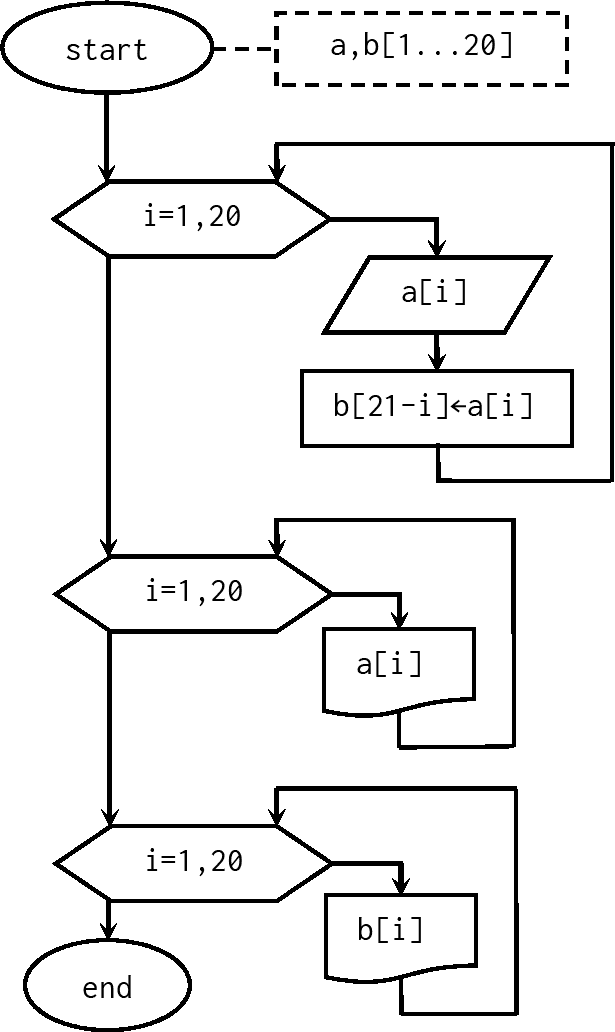 start
a,b[1...20]
i=1,20
a[i]
b[21-i]←a[i]
i=1,20
a[i]
i=1,20
b[i]
end